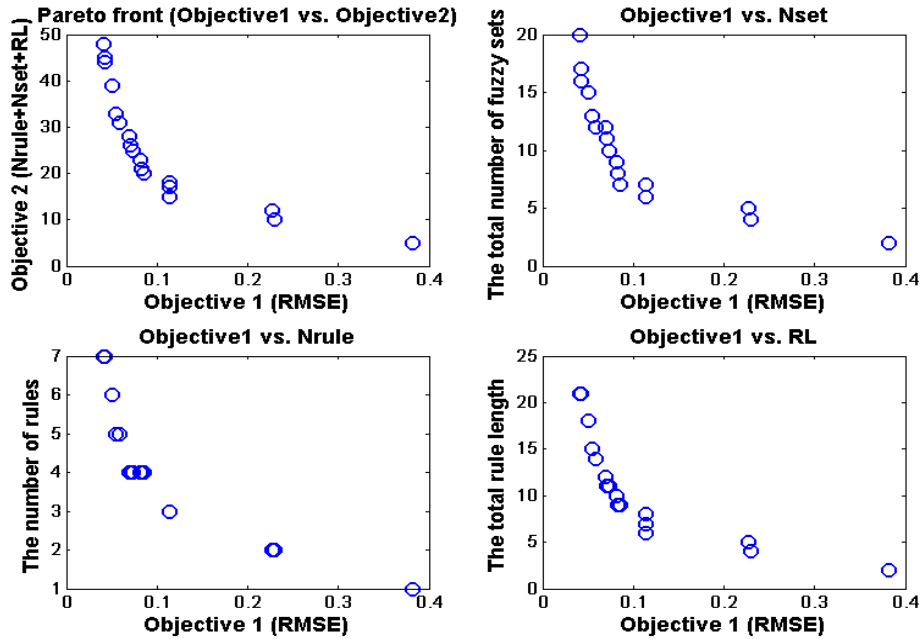 Pareto front (Objective1 vs. Objective2)
Objective 2 (Nrule+Nset+RL)
50
40
30
20
10
0
0 0.1 0.2 0.3 0.4
Objective 1 (RMSE)
Objective1 vs. Nset
The total number of fuzzy sets
20
15
10
5
0
0 0.1 0.2 0.3 0.4
Objective 1 (RMSE)
Objective1 vs. Nrule
The number of rules
7
6
5
4
3
2
1
0 0.1 0.2 0.3 0.4
Objective 1 (RMSE)
Objective1 vs. RL
The total rule length
25
20
15
10
5
0
0 0.1 0.2 0.3 0.4
Objective 1 (RMSE)